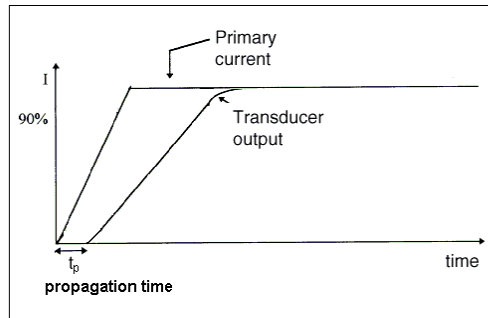 Primary
current
I
90%
Transducer
output
tp
time
propagation time